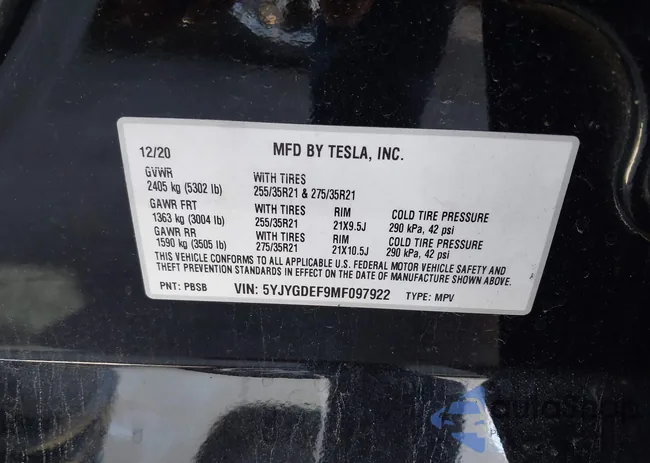 12/20 MFD BY TESLA, INC.
GVWR WITH TIRES
2405 kg (5302 lb) 255/35R21 & 275/35R21
GAWR FRT WITH TIRES RIM COLD TIRE PRESSURE
1363 kg (3004 lb) 255/35R21 21X9.5J 290 kPa, 42 psi
GAWR RR WITH TIRES RIM COLD TIRE PRESSURE
1590 kg (3505 lb) 275/35R21 21X10.5J 290 kPa, 42 psi
THIS VEHICLE CONFORMS TO ALL APPLICABLE U.S. FEDERAL MOTOR VEHICLE SAFETY AND
THEFT PREVENTION STANDARDS IN EFFECT ON THE DATE OF MANUFACTURE SHOWN ABOVE.
PNT: PBSB VIN: 5YJYGDEF9MF097922 TYPE: MPV